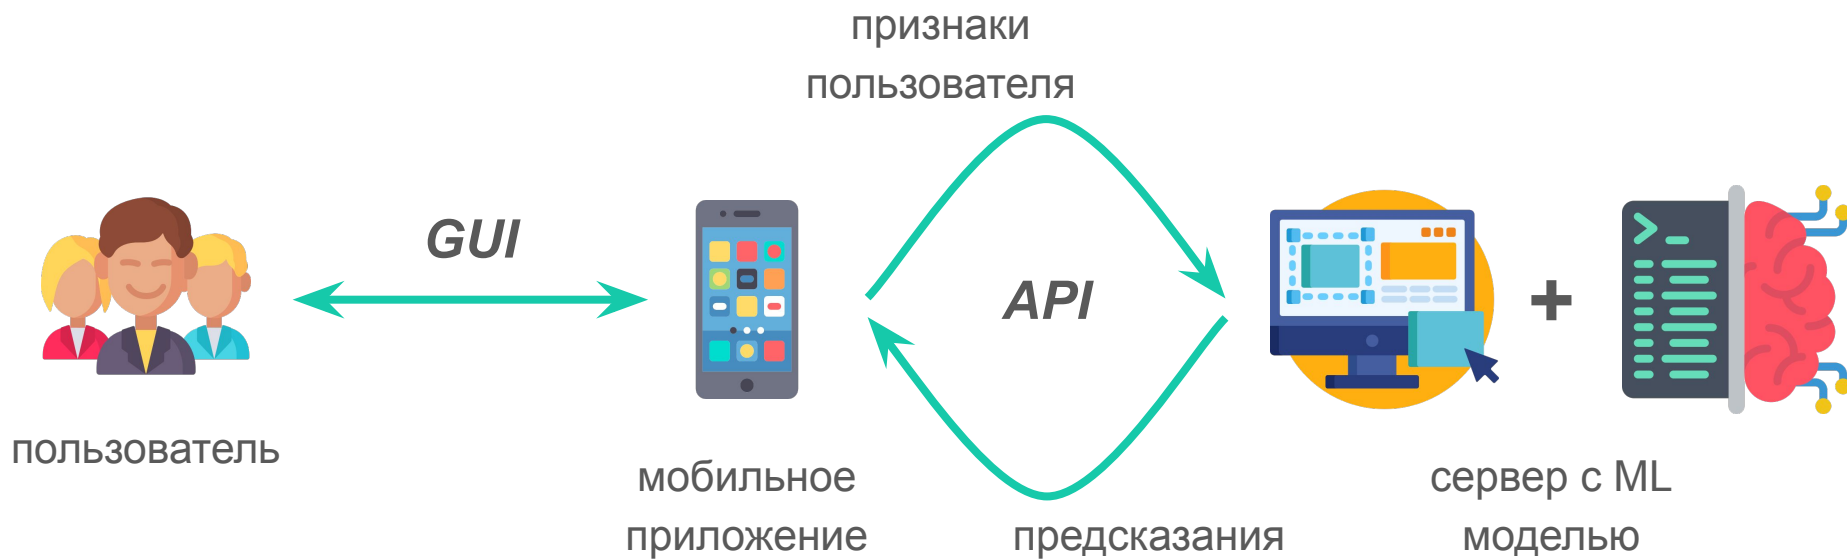 признаки
пользователя
GUI
API
+
пользователь
мобильное
приложение
предсказания
сервер с ML
моделью